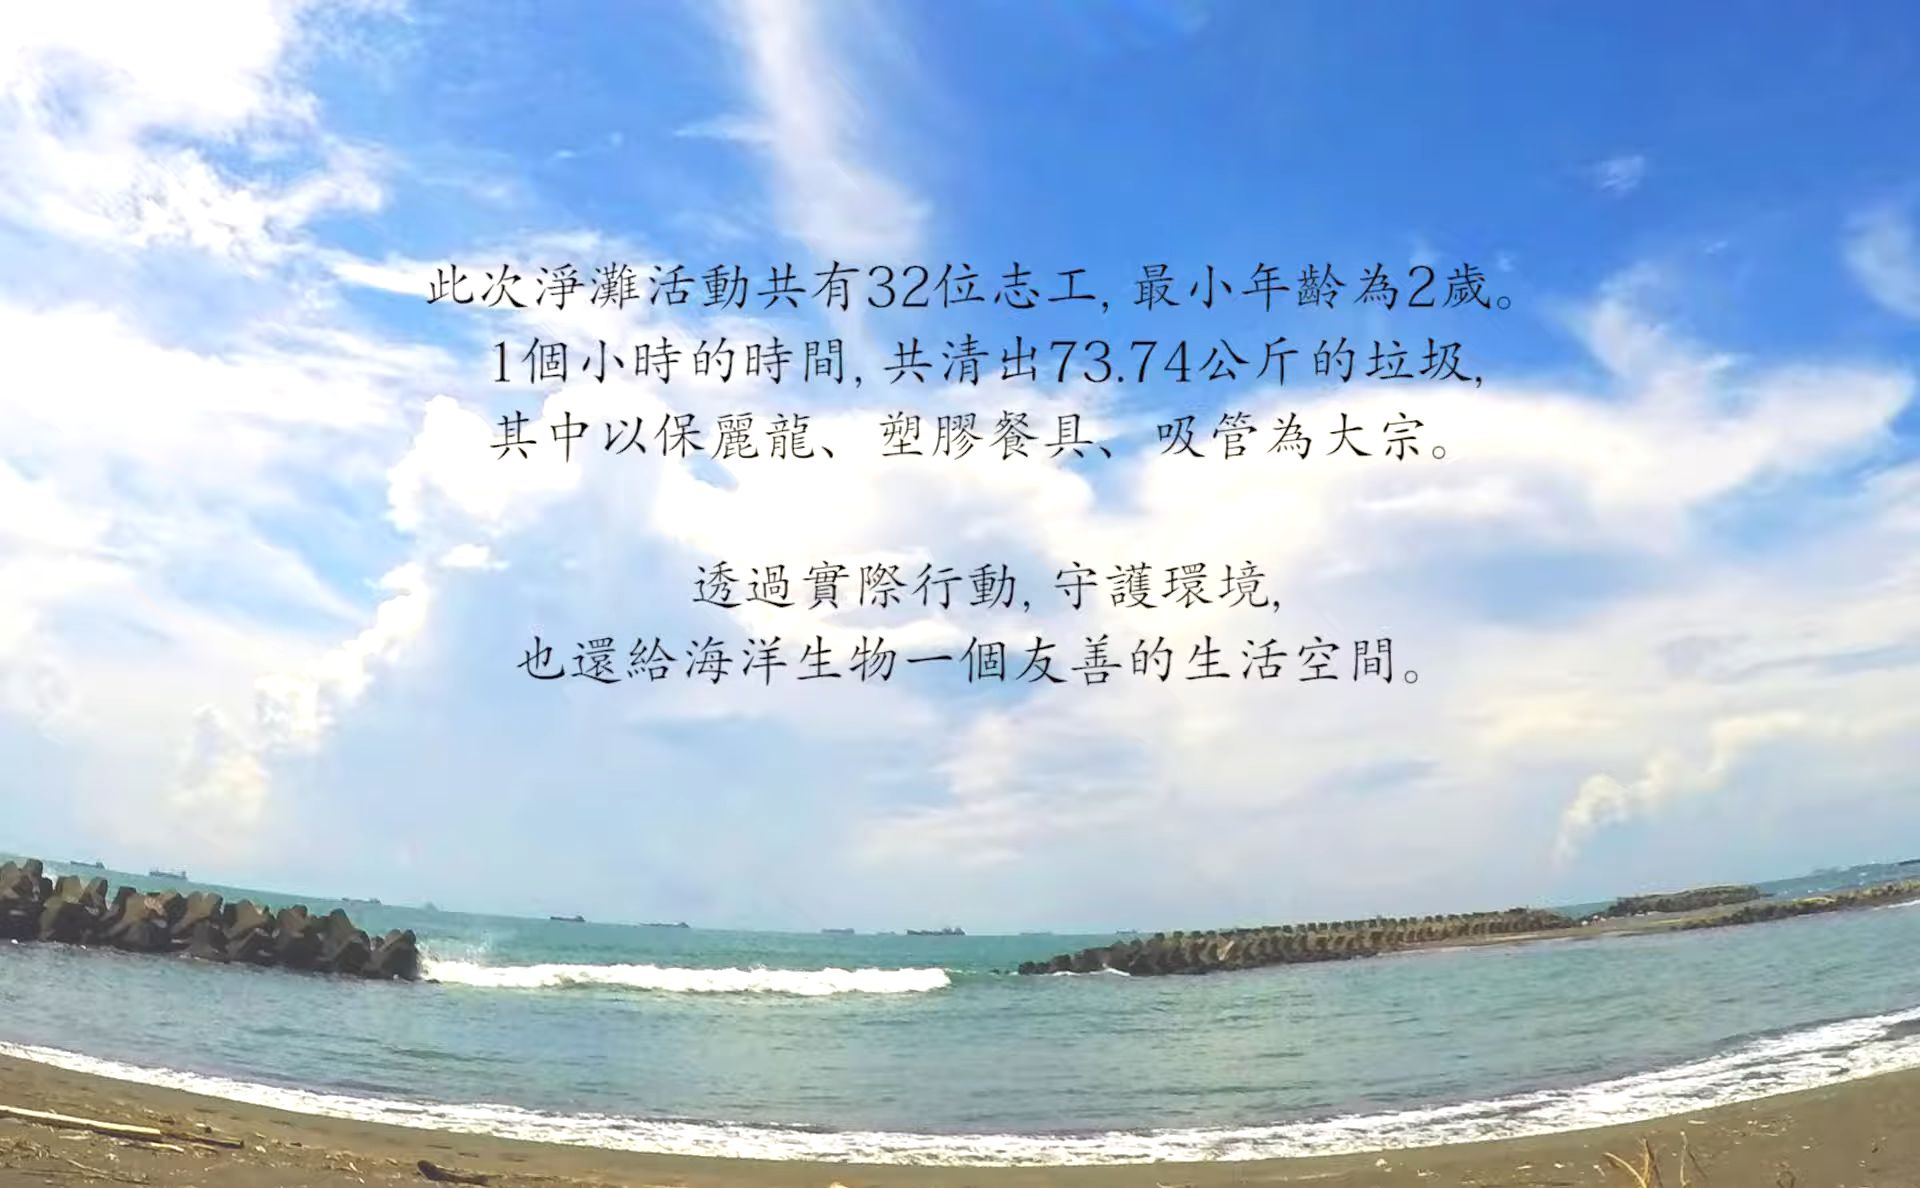 此次淨灘活動共有32位志工, 最小年齡為2歲。
1個小時的時間, 共清出73.74公斤的垃圾,
其中以保麗龍、塑膠餐具、吸管為大宗。
透過實際行動, 守護環境,
也還給海洋生物一個友善的生活空間。